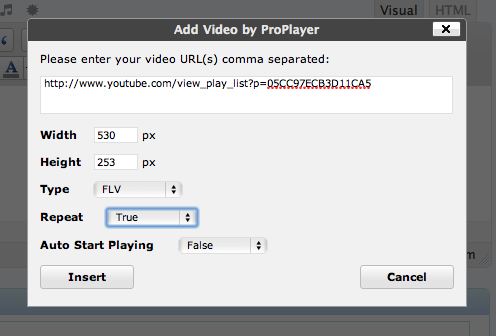 Visual HTML
Add Video by ProPlayer
Please enter your video URL(s) comma separated:
http://www.youtube.com/view_play_list?p=05CC97ECB3D11CA5
Width 530 px
Height 253 px
Type FLV
Repeat True
Auto Start Playing False
Insert Cancel